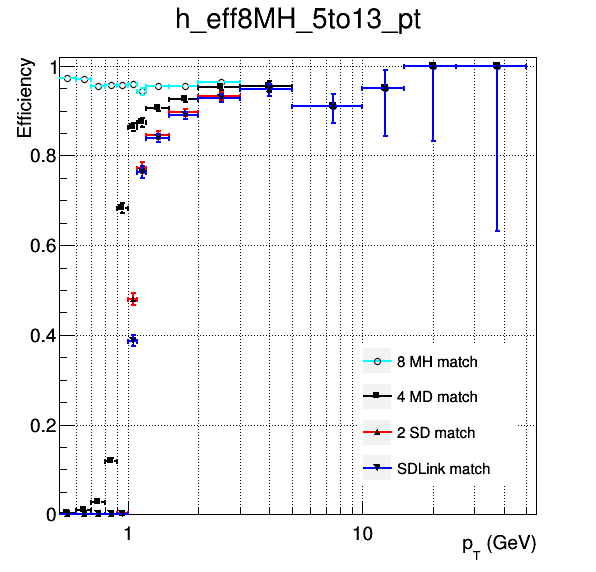 h_eff8MH_5to13_pt
Efficiency
1
0.8
0.6
0.4
0.2
0
8 MH match
4 MD match
2 SD match
SDLink match
1
10
pT (GeV)